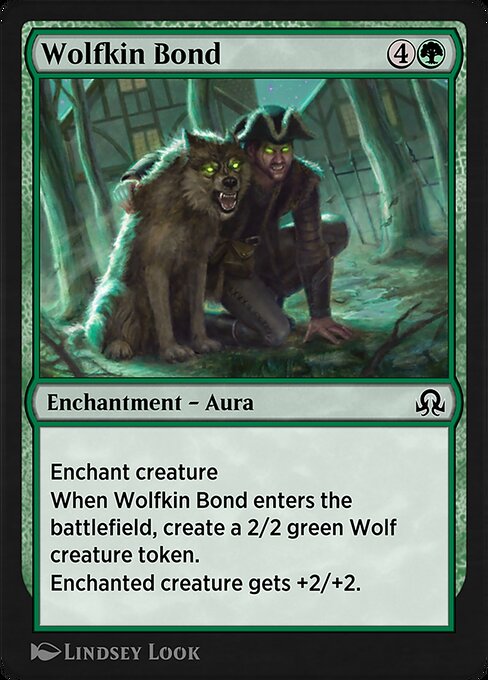 Wolfkin Bond 4
Enchantment – Aura
Enchant creature
When Wolfkin Bond enters the
battlefield, create a 2/2 green Wolf
creature token.
Enchanted creature gets +2/+2.
Lindsey Look